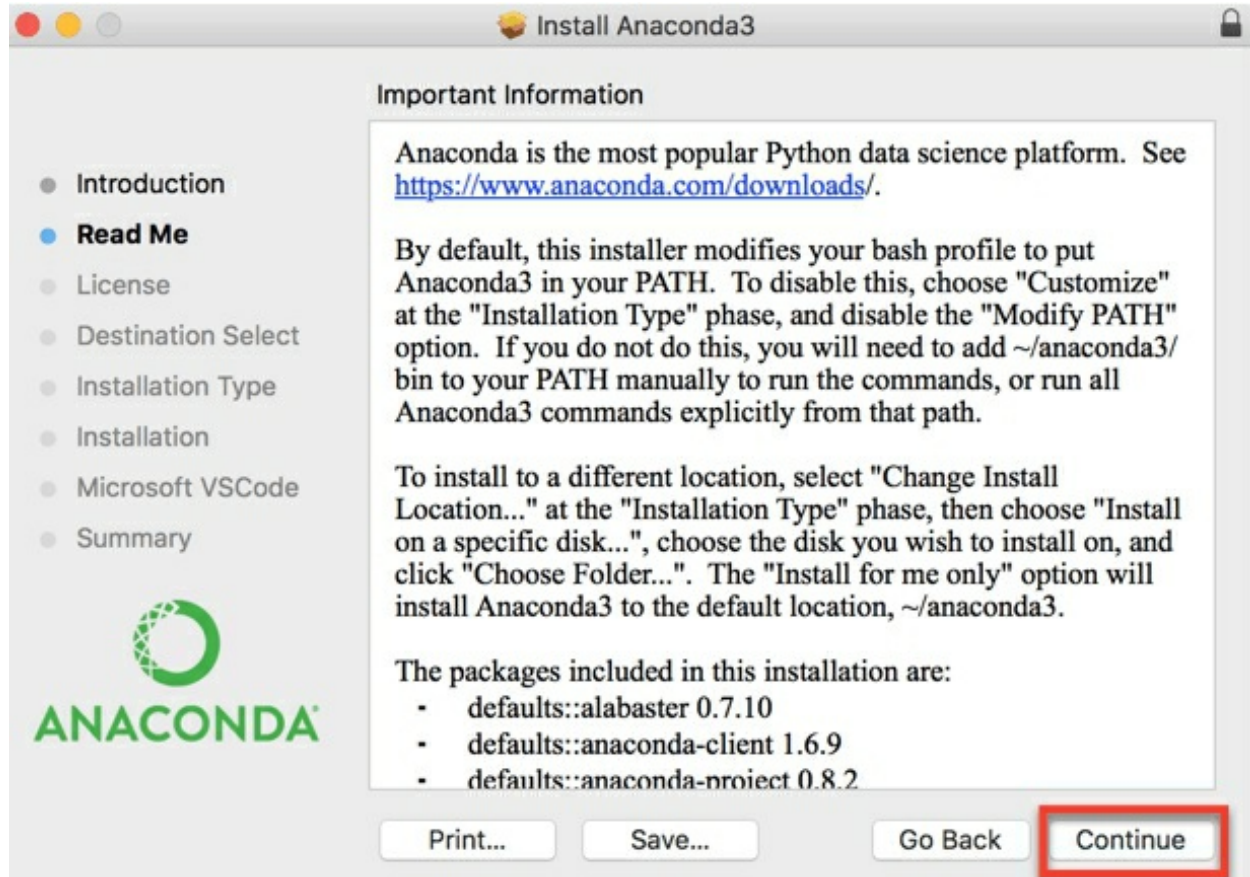 Install Anaconda3
Important Information
Introduction
Read Me
License
Destination Select
Installation Type
Installation
Microsoft VSCode
Summary
ANACONDA
Anaconda is the most popular Python data science platform.  See
https://www.anaconda.com/downloads/.
By default, this installer modifies your bash profile to put
Anaconda3 in your PATH.  To disable this, choose "Customize"
at the "Installation Type" phase, and disable the "Modify PATH"
option.  If you do not do this, you will need to add ~/anaconda3/
bin to your PATH manually to run the commands, or run all
Anaconda3 commands explicitly from that path.
To install to a different location, select "Change Install
Location..." at the "Installation Type" phase, then choose "Install
on a specific disk...", choose the disk you wish to install on, and
click "Choose Folder...".  The "Install for me only" option will
install Anaconda3 to the default location, ~/anaconda3.
The packages included in this installation are:
- defaults::alabaster 0.7.10
- defaults::anaconda-client 1.6.9
- defaults::anaconda-project 0.8.2
Print...
Save...
Go Back
Continue